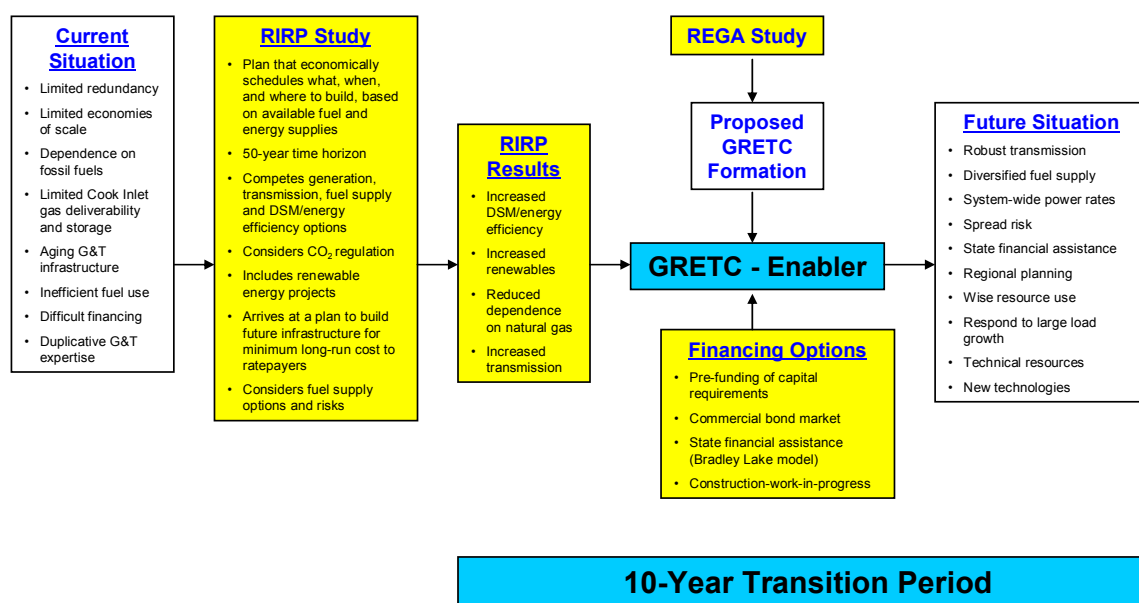 Current
Situation
• Limited redundancy
• Limited economies
of scale
• Dependence on
fossil fuels
• Limited Cook Inlet
gas deliverability
and storage
• Aging G&T
infrastructure
• Inefficient fuel use
• Difficult financing
• Duplicative G&T
expertise
RIRP Study
• Plan that economically
schedules what, when,
and where to build, based
on available fuel and
energy supplies
• 50-year time horizon
• Competes generation,
transmission, fuel supply
and DSM/energy
efficiency options
• Considers CO2 regulation
• Includes renewable
energy projects
• Arrives at a plan to build
future infrastructure for
minimum long-run cost to
ratepayers
• Considers fuel supply
options and risks
RIRP
Results
• Increased
DSM/energy
efficiency
• Increased
renewables
• Reduced
dependence
on natural gas
• Increased
transmission
REGA Study
Proposed
GRETC
Formation
GRETC - Enabler
Financing Options
• Pre-funding of capital
requirements
• Commercial bond market
• State financial assistance
(Bradley Lake model)
• Construction-work-in-progress
Future Situation
• Robust transmission
• Diversified fuel supply
• System-wide power rates
• Spread risk
• State financial assistance
• Regional planning
• Wise resource use
• Respond to large load
growth
• Technical resources
• New technologies
10-Year Transition Period